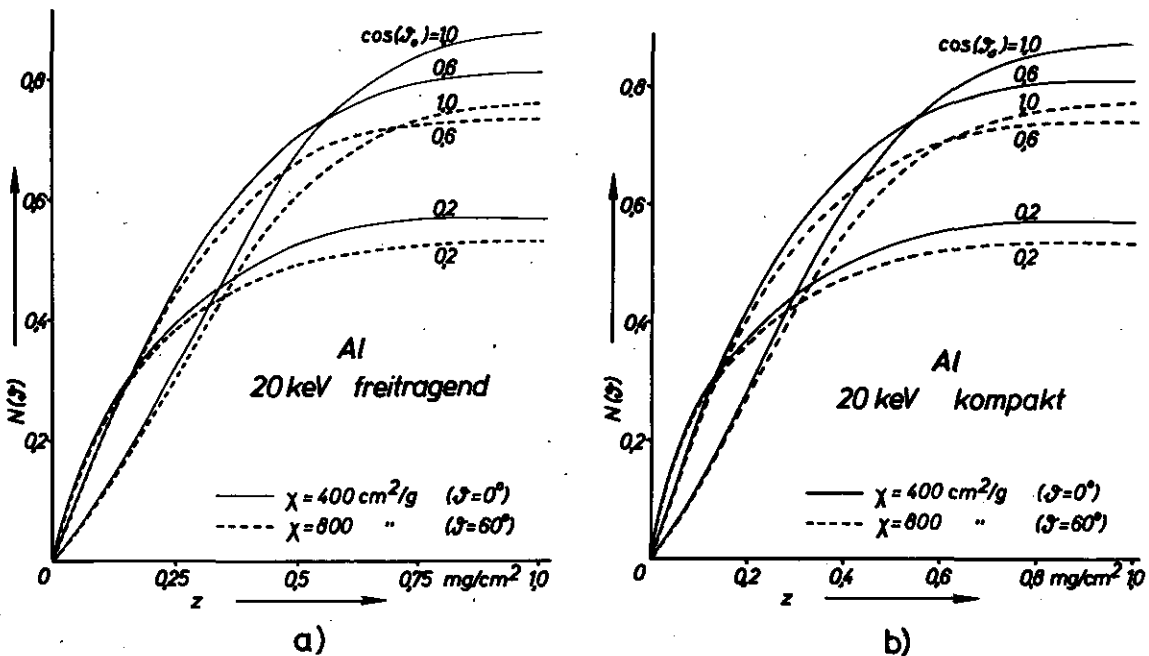 cos(ϑₒ)=1,0
0,6
1,0
0,6
0,2
0,2
0,8
0,6
0,4
0,2
N(ϑ)
Al
20 keV freitragend
χ = 400 cm²/g (ϑ=0°)
χ = 800 " (ϑ=60°)
0
0,25
0,5
0,75
mg/cm²
1,0
z
a)
cos(ϑₒ)=1,0
0,6
1,0
0,6
0,2
0,2
0,8
0,6
0,4
0,2
N(ϑ)
Al
20 keV kompakt
χ = 400 cm²/g (ϑ=0°)
χ = 800 " (ϑ=60°)
0
0,2
0,4
0,6
0,8
mg/cm²
1,0
z
b)